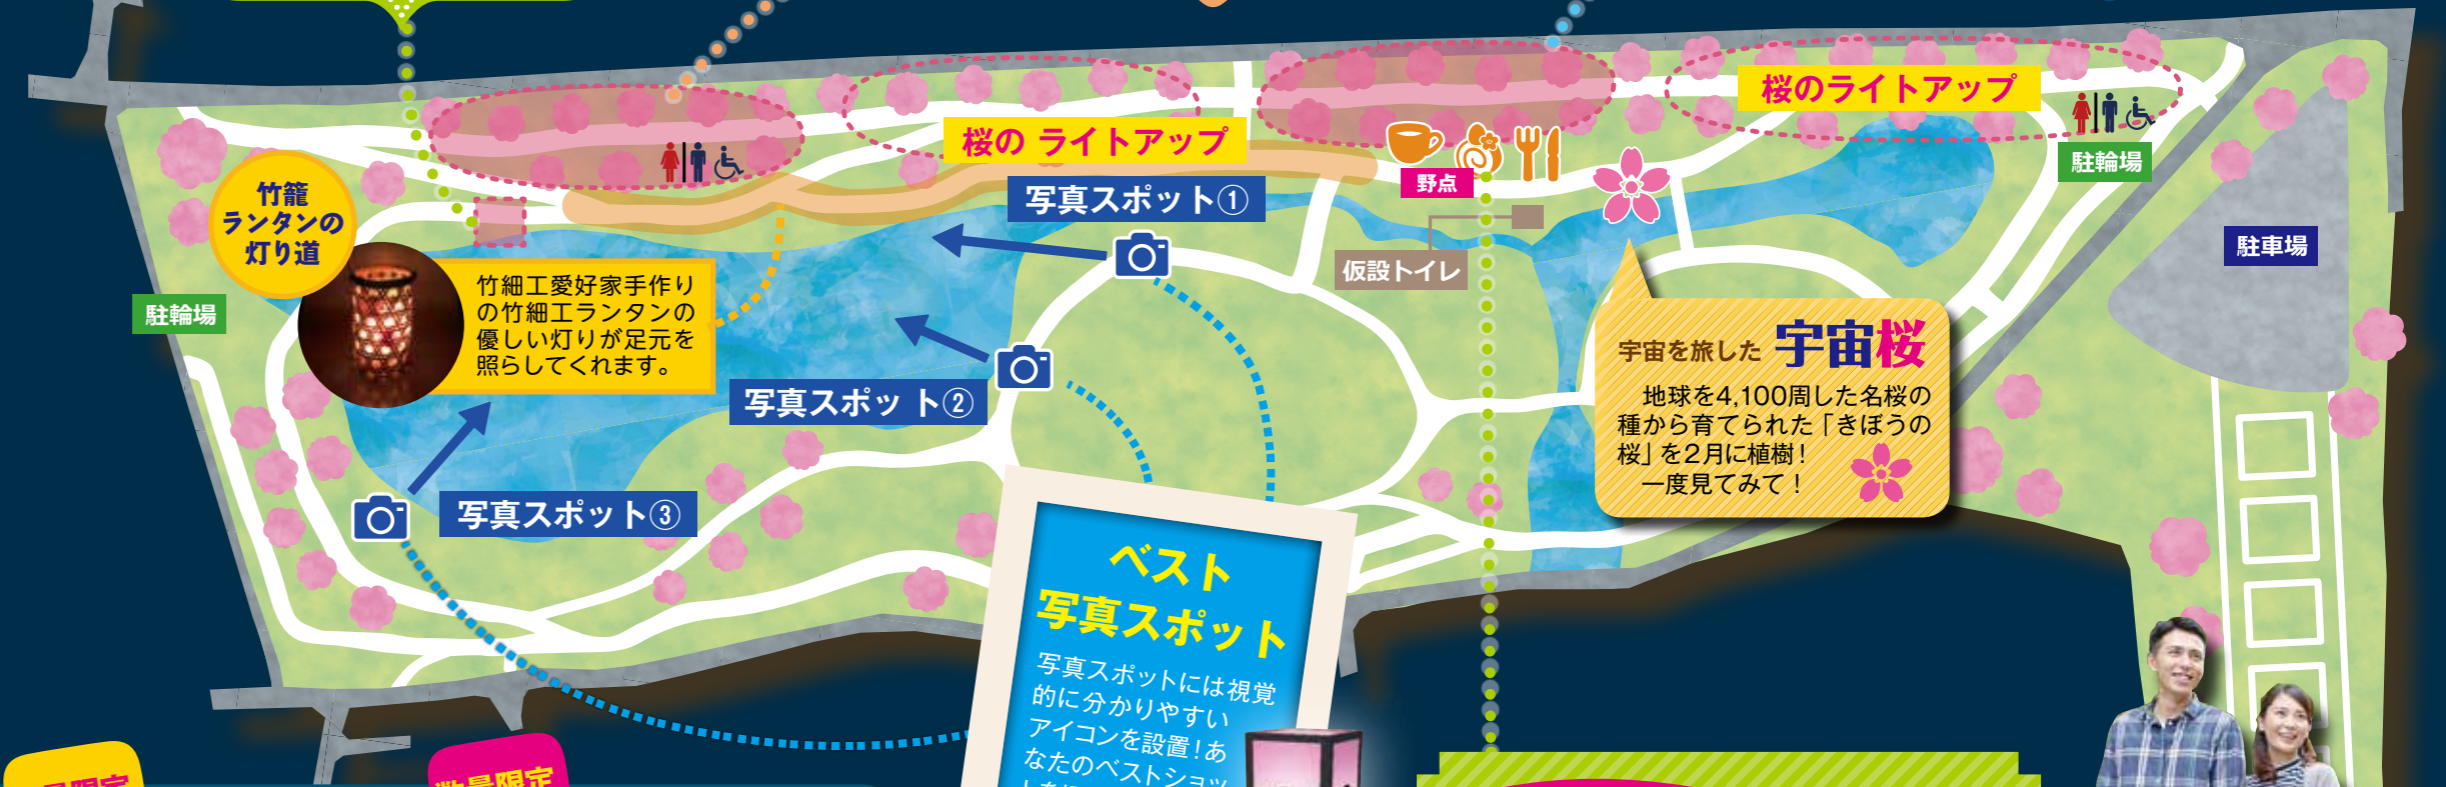 桜のライトアップ
桜の ライトアップ
竹籠
ランタンの
灯り道
写真スポット①
野点
駐輪場
仮設トイレ
駐車場
竹細工愛好家手作り
の竹細工ランタンの
優しい灯りが足元を
照らしてくれます。
駐輪場
宇宙を旅した 宇宙桜
地球を4,100周した名桜の
種から育てられた「きぼうの
桜」を2月に植樹！
一度見てみて！
写真スポット②
写真スポット③
ベスト
写真スポット
写真スポットには視覚
的に分かりやすい
アイコンを設置！あ
なたのベストショッ
数量限定